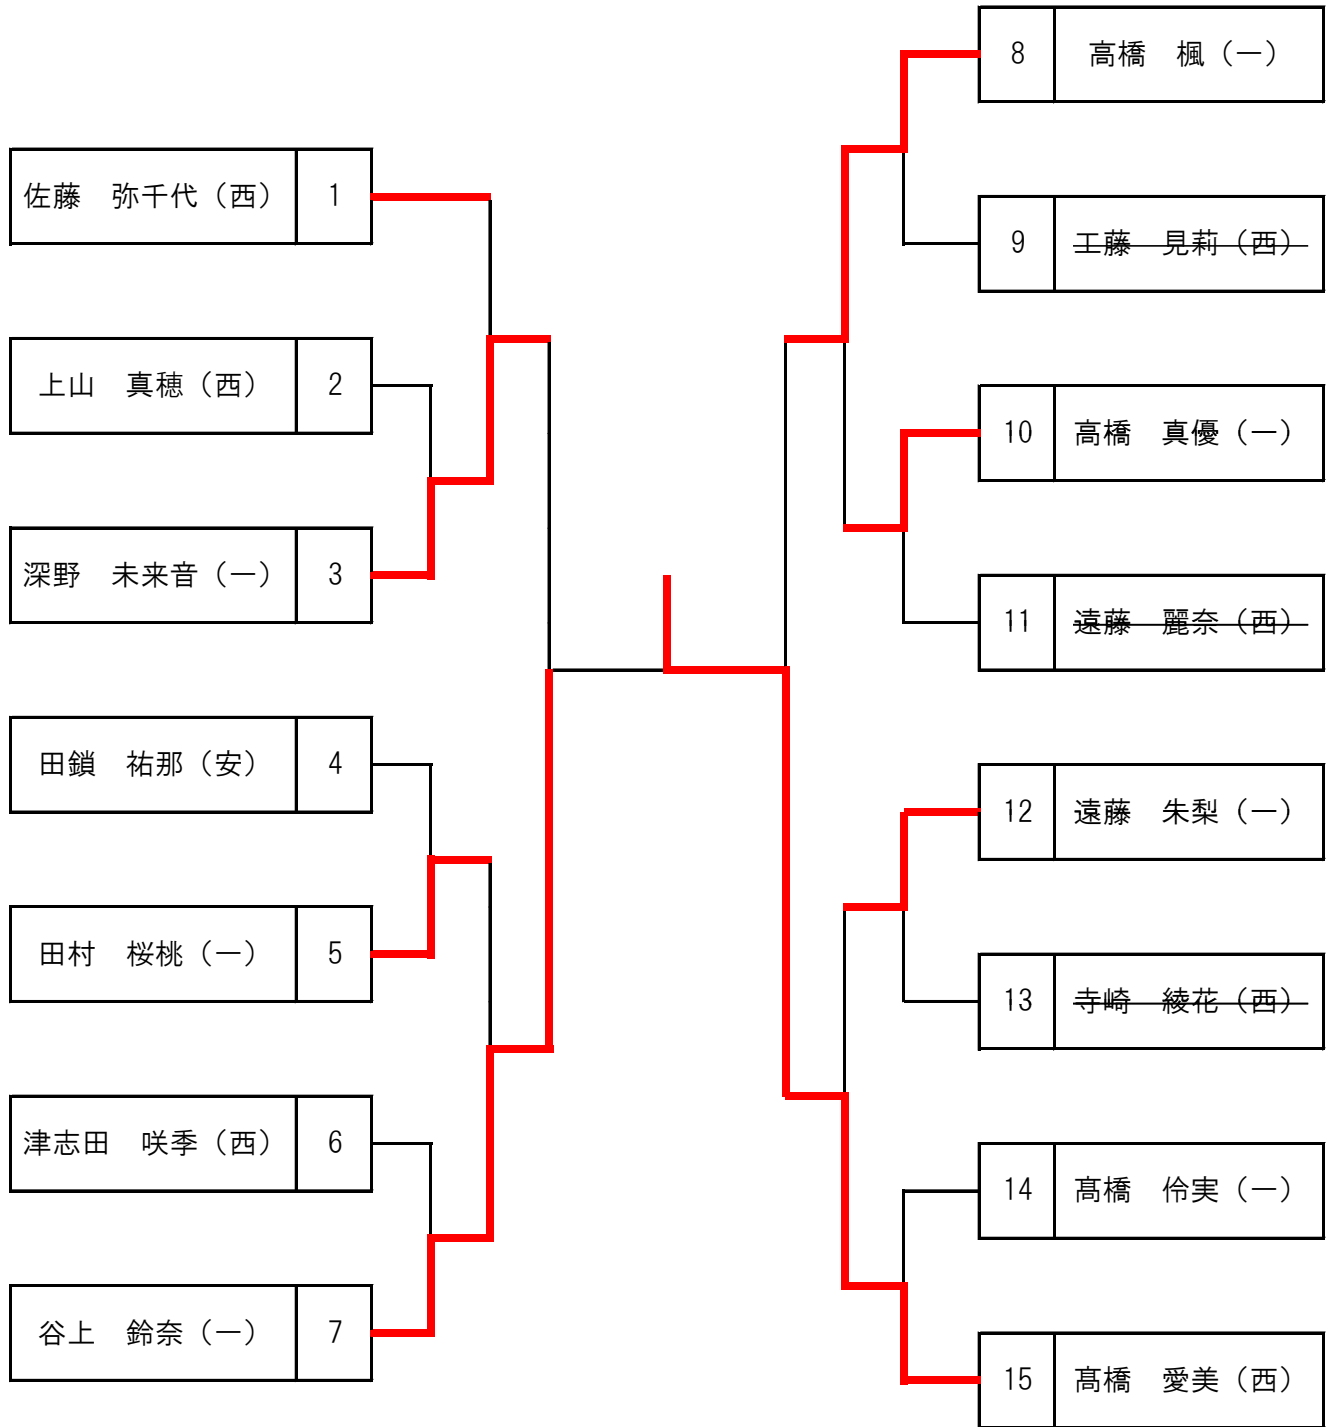 佐藤　弥千代（西） 1
上山　真穂（西） 2
深野　未来音（一） 3
田鎖　祐那（安） 4
田村　桜桃（一） 5
津志田　咲季（西） 6
谷上　鈴奈（一） 7
8 高橋　楓（一）
9 工藤　見莉（西）
10 高橋　真優（一）
11 遠藤　麗奈（西）
12 遠藤　朱梨（一）
13 寺崎　綾花（西）
14 髙橋　伶実（一）
15 髙橋　愛美（西）